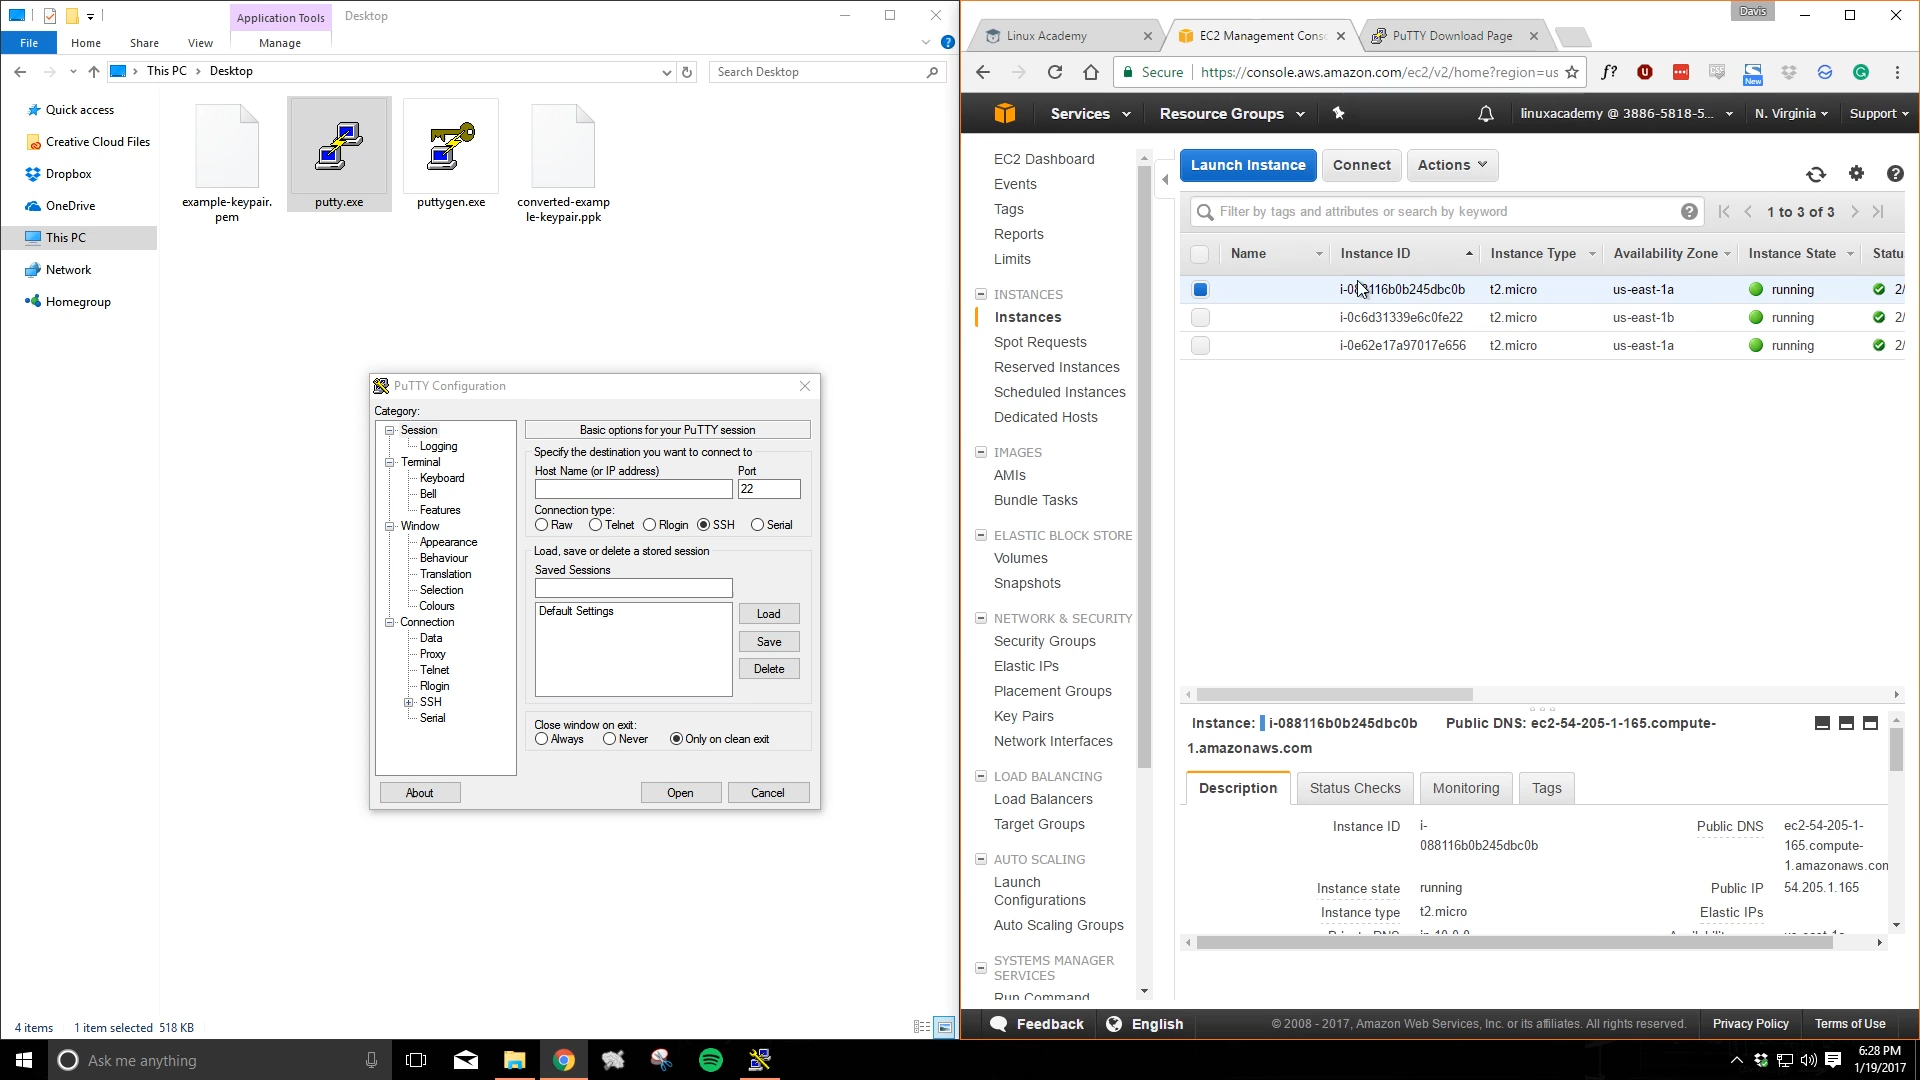 Application Tools
Desktop
File
Home
Share
View
Manage
This PC
Desktop
Search Desktop
Quick access
Creative Cloud Files
Dropbox
OneDrive
This PC
Network
Homegroup
example-keypair.
pem
putty.exe
puttygen.exe
converted-examp
le-keypair.ppk
PuTTY Configuration
Category:
Session
Logging
Terminal
Keyboard
Bell
Features
Window
Appearance
Behaviour
Translation
Selection
Colours
Connection
Data
Proxy
Telnet
Rlogin
SSH
Serial
Basic options for your PuTTY session
Specify the destination you want to connect to
Host Name (or IP address)
Port
22
Connection type:
Raw
Telnet
Rlogin
SSH
Serial
Load, save or delete a stored session
Saved Sessions
Default Settings
Load
Save
Delete
Close window on exit:
Always
Never
Only on clean exit
About
Open
Cancel
4 items
1 item selected 518 KB
Davis
Linux Academy
EC2 Management Conso
PuTTY Download Page
Secure
https://console.aws.amazon.com/ec2/v2/home?region=us
New
Services
Resource Groups
linuxacademy @ 3886-5818-5...
N. Virginia
Support
EC2 Dashboard
Events
Tags
Reports
Limits
INSTANCES
Instances
Spot Requests
Reserved Instances
Scheduled Instances
Dedicated Hosts
IMAGES
AMIs
Bundle Tasks
ELASTIC BLOCK STORE
Volumes
Snapshots
NETWORK & SECURITY
Security Groups
Elastic IPs
Placement Groups
Key Pairs
Network Interfaces
LOAD BALANCING
Load Balancers
Target Groups
AUTO SCALING
Launch
Configurations
Auto Scaling Groups
SYSTEMS MANAGER
SERVICES
Run Command
Launch Instance
Connect
Actions
Filter by tags and attributes or search by keyword
1 to 3 of 3
Name
Instance ID
Instance Type
Availability Zone
Instance State
Statu
i-088116b0b245dbc0b
t2.micro
us-east-1a
running
2/
i-0c6d31339e6c0fe22
t2.micro
us-east-1b
running
2/
i-0e62e17a97017e656
t2.micro
us-east-1a
running
2/
Instance: i-088116b0b245dbc0b
Public DNS: ec2-54-205-1-165.compute-
1.amazonaws.com
Description
Status Checks
Monitoring
Tags
Instance ID
i-
088116b0b245dbc0b
Public DNS
ec2-54-205-1-
165.compute-
1.amazonaws.com
Instance state
running
Public IP
54.205.1.165
Instance type
t2.micro
Elastic IPs
Feedback
English
© 2008 - 2017, Amazon Web Services, Inc. or its affiliates. All rights reserved.
Privacy Policy
Terms of Use
Ask me anything
6:28 PM
1/19/2017